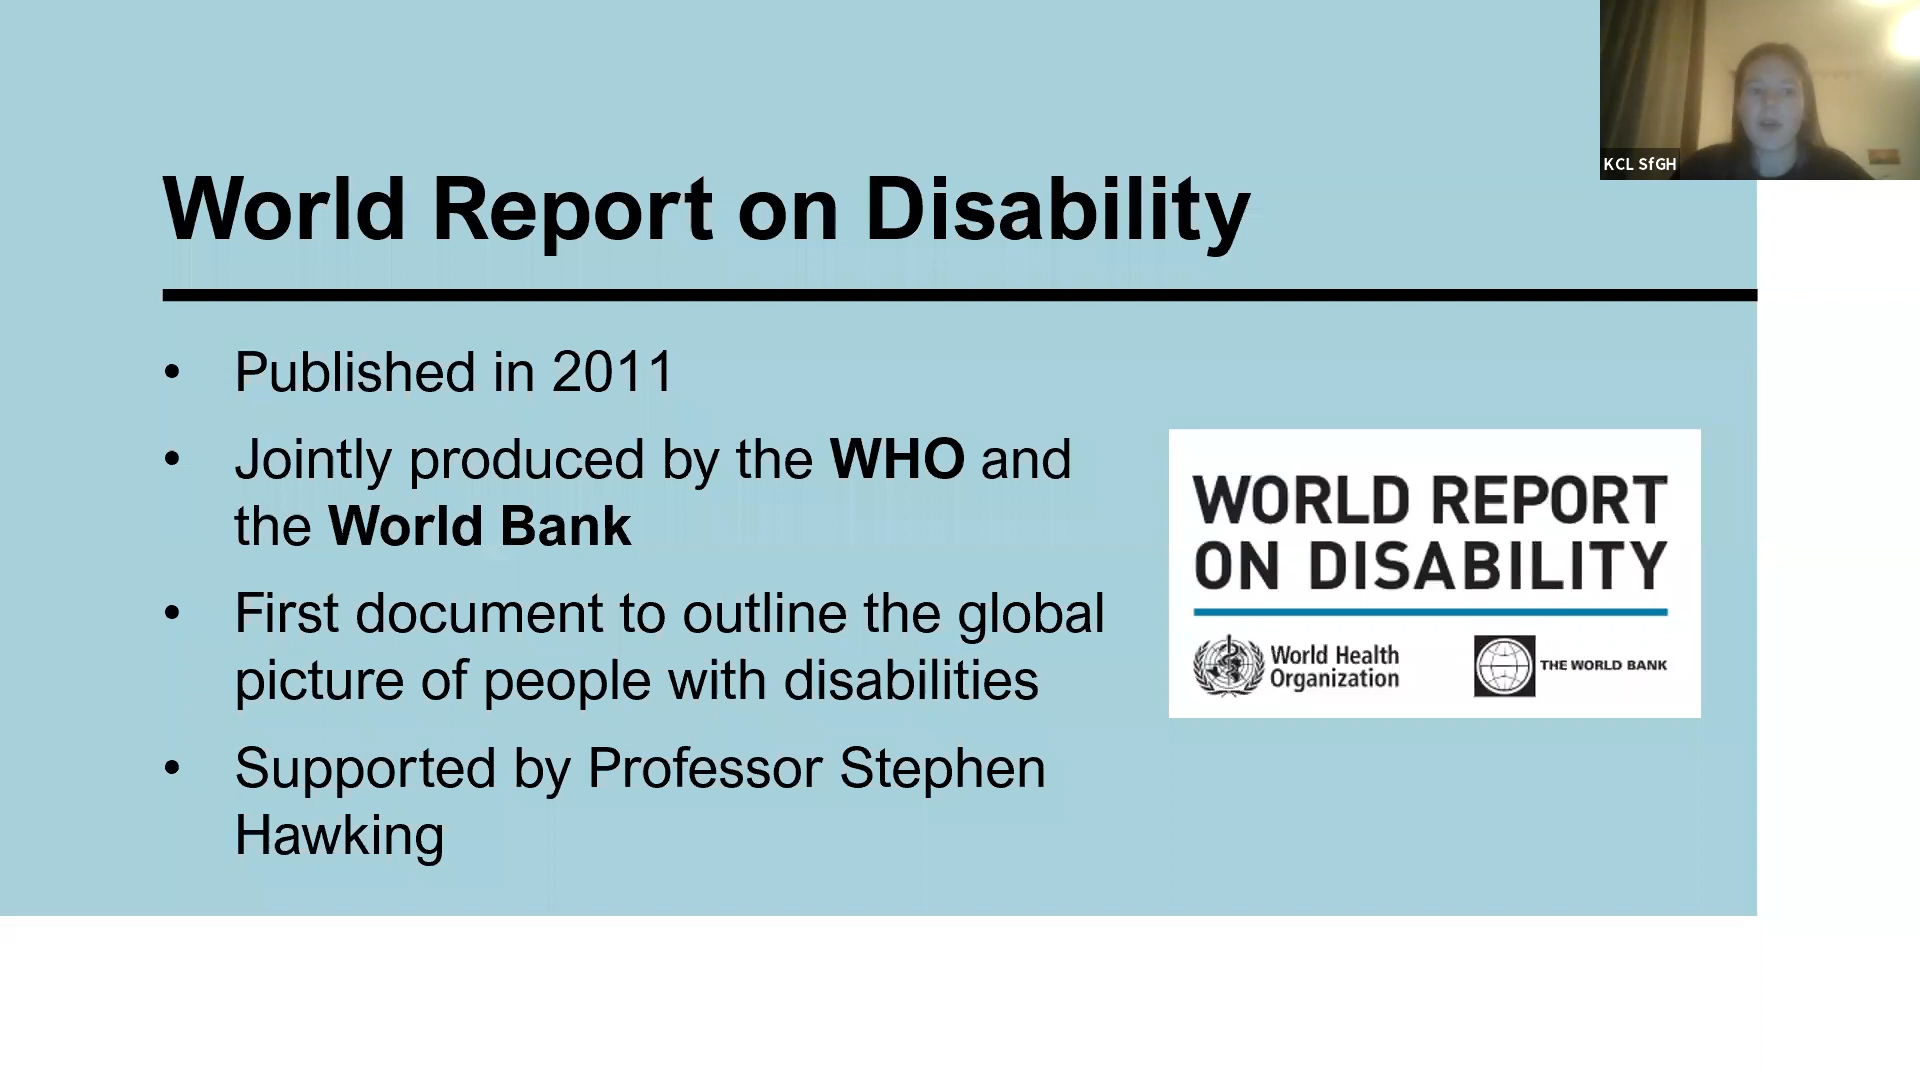 KCL SfGH
World Report on Disability
• Published in 2011
• Jointly produced by the WHO and
the World Bank
• First document to outline the global
picture of people with disabilities
• Supported by Professor Stephen
Hawking
WORLD REPORT
ON DISABILITY
World Health
Organization
THE WORLD BANK